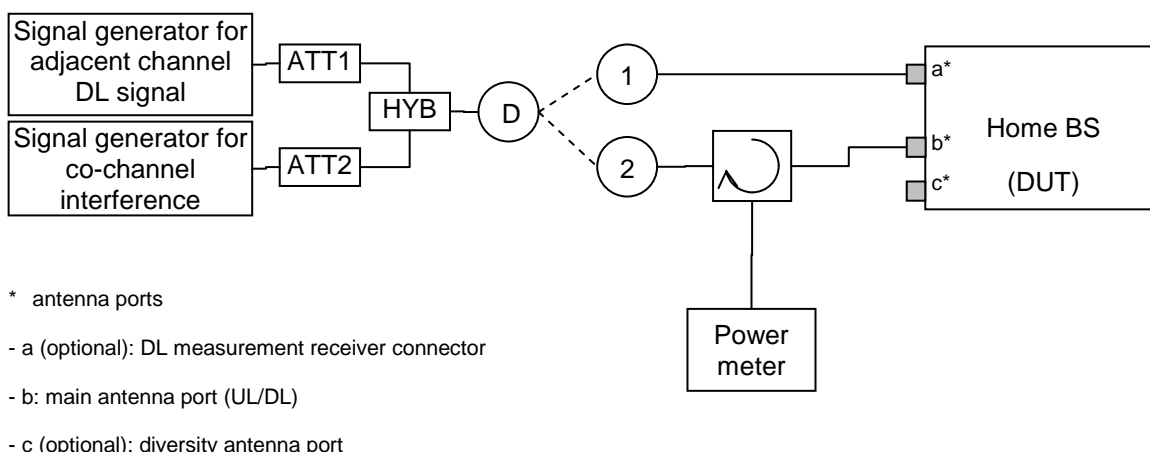 Signal generator for
adjacent channel
DL signal
ATT1
HYB
D
1
2
Signal generator for
co-channel
interference
ATT2
a*
b*
c*
Home BS
(DUT)
Power
meter
* antenna ports
- a (optional): DL measurement receiver connector
- b: main antenna port (UL/DL)
- c (optional): diversity antenna port